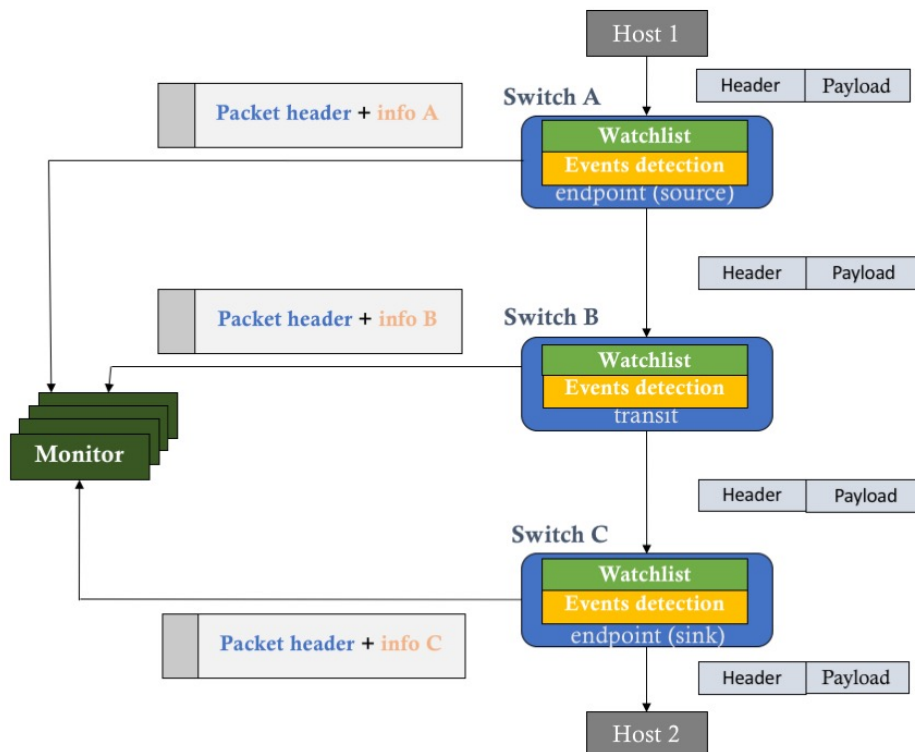 Host 1
Header Payload
Switch A
Packet header + info A
Watchlist
Events detection
endpoint (source)
Header Payload
Packet header + info B
Switch B
Watchlist
Events detection
transit
Monitor
Header Payload
Switch C
Watchlist
Events detection
endpoint (sink)
Packet header + info C
Header Payload
Host 2